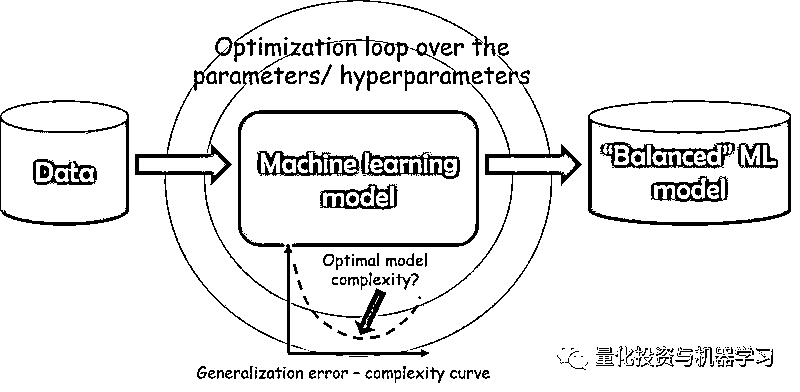 Optimization loop over the
parameters/ hyperparameters
Data
Machine learning
model
“Balanced” ML
model
Optimal model
complexity?
Generalization error – complexity curve
量化投资与机器学习